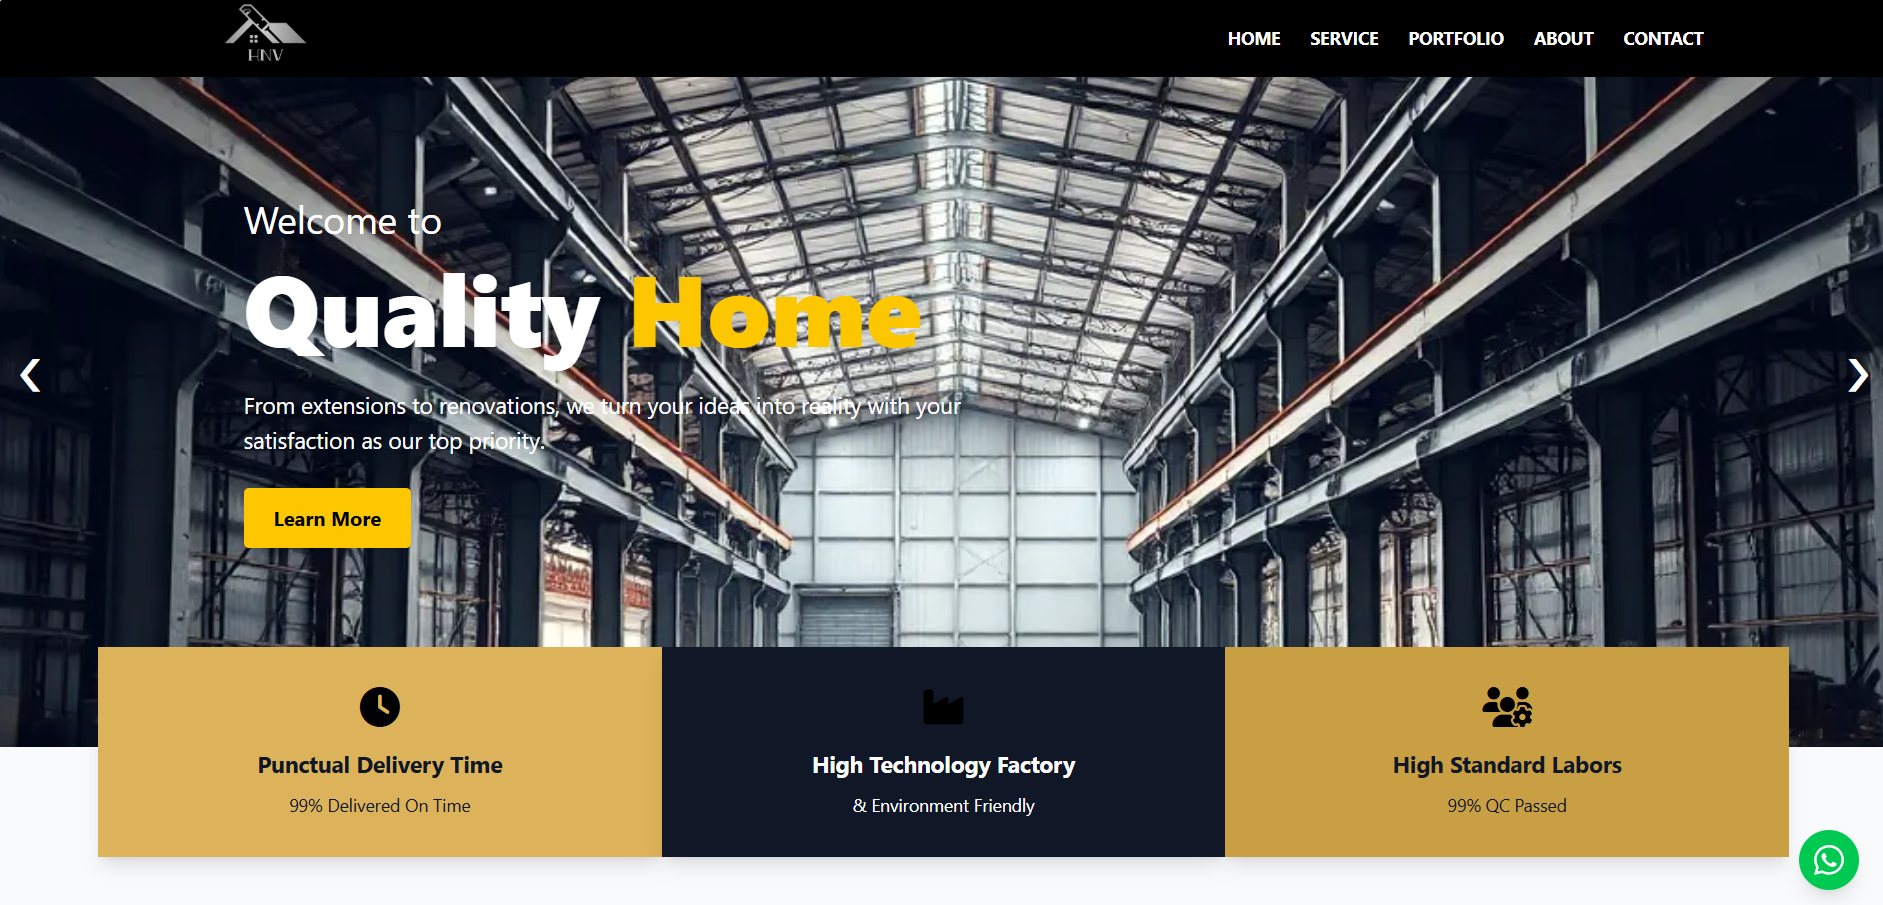 HNV
HOME SERVICE PORTFOLIO ABOUT CONTACT
Welcome to
Quality Home
From extensions to renovations, we turn your ideas into reality with your
satisfaction as our top priority.
Learn More
Punctual Delivery Time
99% Delivered On Time
High Technology Factory
& Environment Friendly
High Standard Labors
99% QC Passed